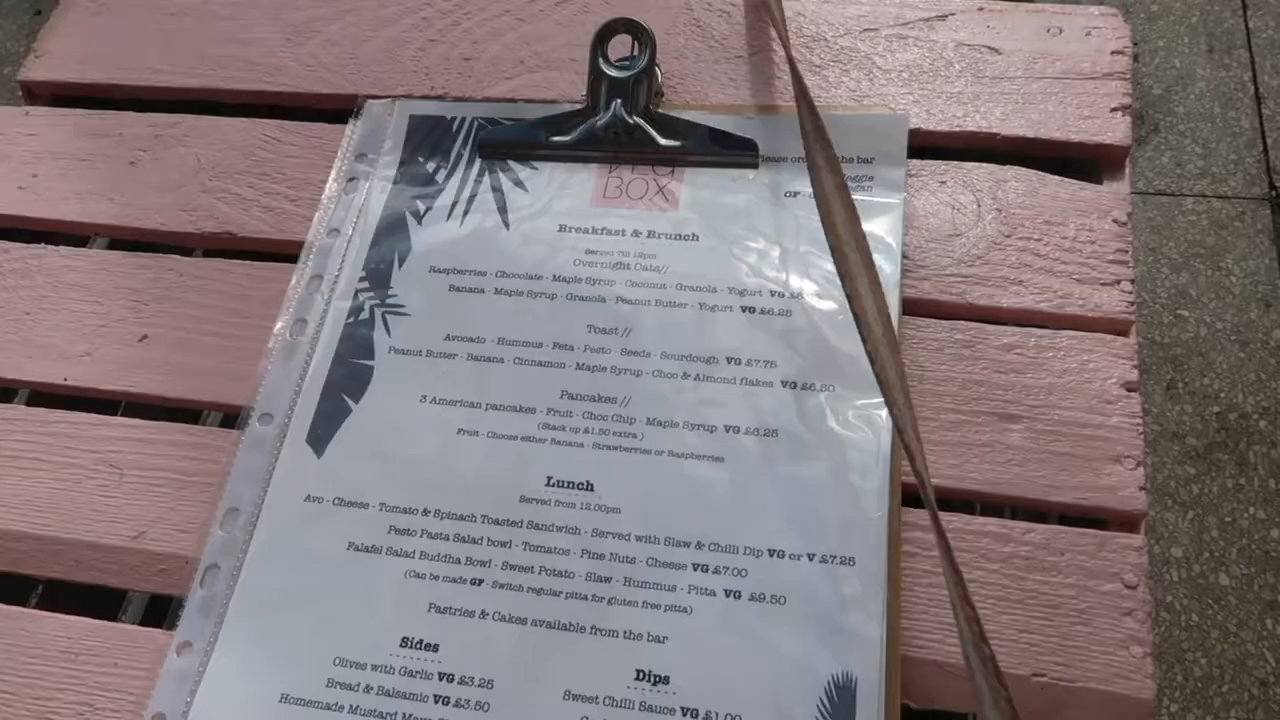 VEG
BOX
Please order the bar
Veggie
GF
Breakfast & Brunch
Served Till 12pm
Overnight Oats//
Raspberries - Chocolate - Maple Syrup - Coconut - Granola - Yogurt VG
Banana - Maple Syrup - Granola - Peanut Butter - Yogurt VG £6.25
Toast //
Avocado - Hummus - Feta - Pesto - Seeds - Sourdough VG £7.75
Peanut Butter - Banana - Cinnamon - Maple Syrup - Choc & Almond flakes VG £6.50
Pancakes //
3 American pancakes - Fruit - Choc Chip - Maple Syrup VG £6.25
(Stack up £1.50 extra )
Fruit - Choose either Banana - Strawberries or Raspberries
Lunch
Served from 12.00pm
Avo - Cheese - Tomato & Spinach Toasted Sandwich - Served with Slaw & Chilli Dip VG or V £7.25
Pesto Pasta Salad bowl - Tomatos - Pine Nuts - Cheese VG £7.00
Falafel Salad Buddha Bowl - Sweet Potato - Slaw - Hummus - Pitta VG £9.50
(Can be made GF - Switch regular pitta for gluten free pitta)
Pastries & Cakes available from the bar
Sides
Olives with Garlic VG £3.25
Bread & Balsamic VG £3.50
Homemade Mustard
Dips
Sweet Chilli Sauce VG £1.00